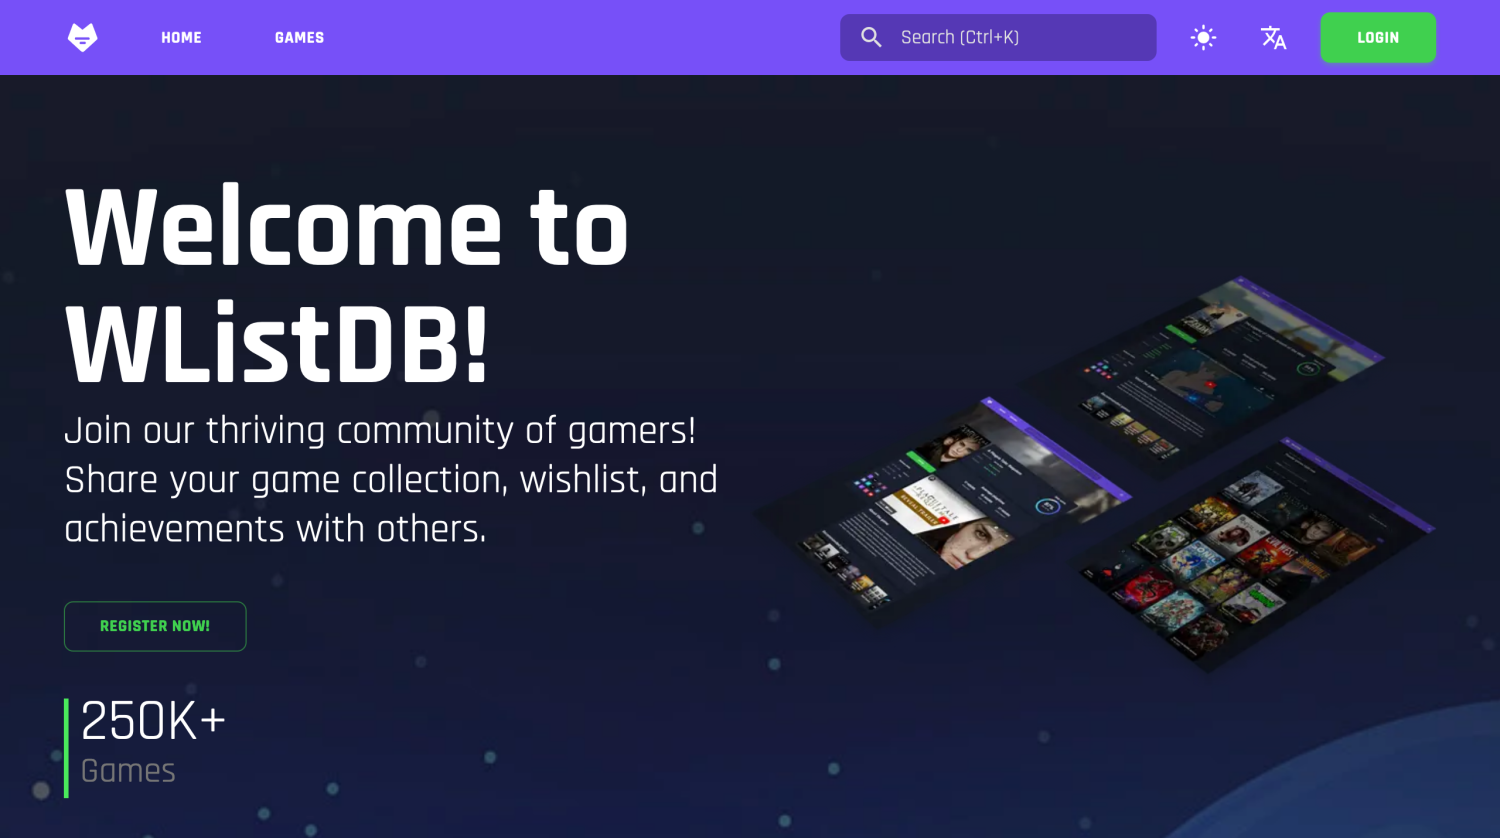 HOME
GAMES
Search (Ctrl+K)
LOGIN
Welcome to
WListDB!
Join our thriving community of gamers!
Share your game collection, wishlist, and
achievements with others.
REGISTER NOW!
250K+
Games